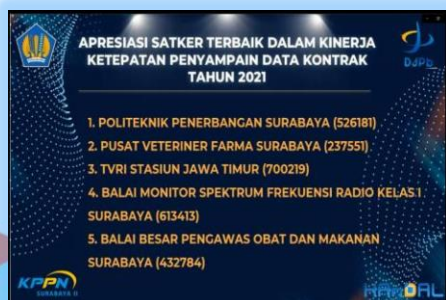 APRESIASI SATKER TERBAIK DALAM KINERJA
KETEPATAN PENYAMPAIN DATA KONTRAK
TAHUN 2021
DJPb
1. POLITEKNIK PENERBANGAN SURABAYA (526181)
2. PUSAT VETERINER FARMA SURABAYA (237551)
3. TVRI STASIUN JAWA TIMUR (700219)
4. BALAI MONITOR SPEKTRUM FREKUENSI RADIO KELAS I
SURABAYA (613413)
5. BALAI BESAR PENGAWAS OBAT DAN MAKANAN
SURABAYA (432784)
KPPN
SURABAYA II
HANDAL